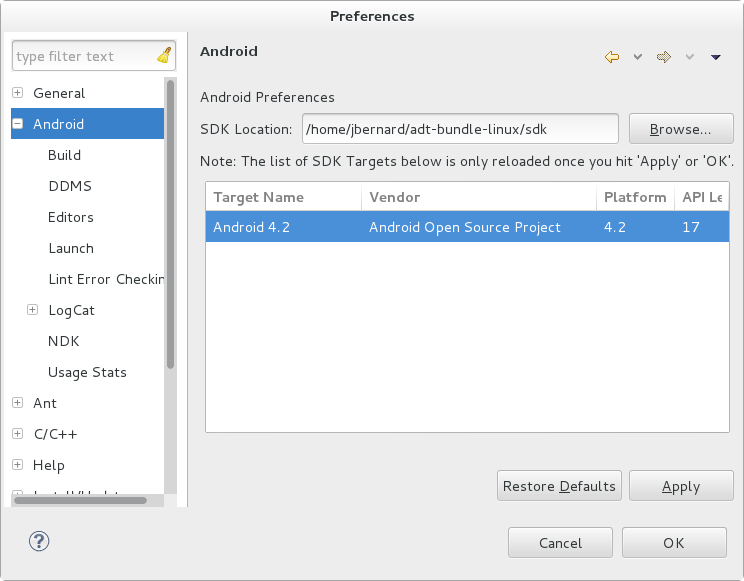 Preferences
type filter text
General
Android
Build
DDMS
Editors
Launch
Lint Error Checkin
LogCat
NDK
Usage Stats
Ant
C/C++
Help
Install/Update
Android
Android Preferences
SDK Location: /home/jbernard/adt-bundle-linux/sdk Browse...
Note: The list of SDK Targets below is only reloaded once you hit 'Apply' or 'OK'.
Target Name Vendor Platform API Le
Android 4.2 Android Open Source Project 4.2 17
Restore Defaults Apply
Cancel OK